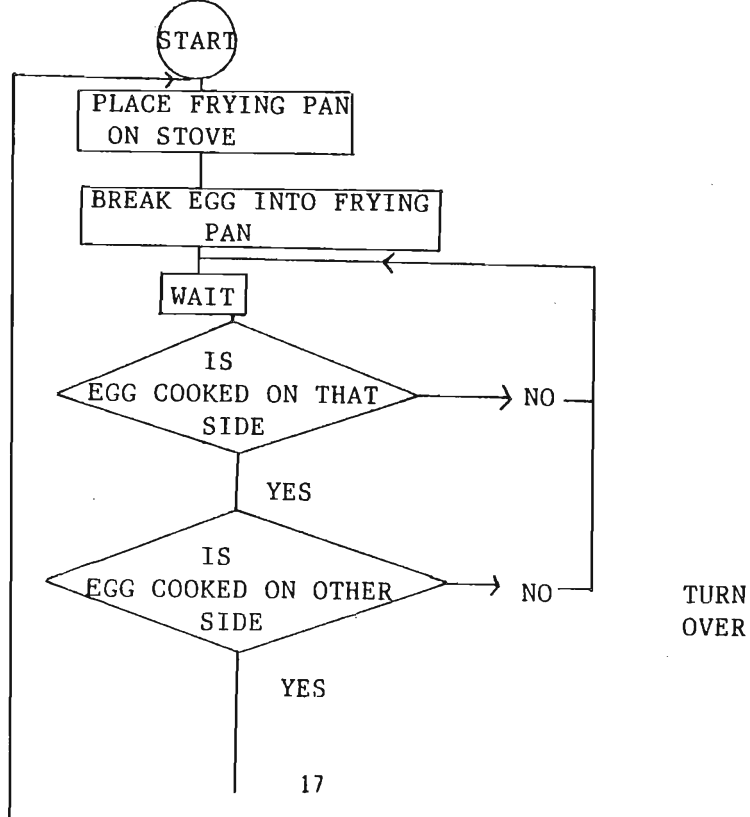 START
PLACE FRYING PAN
ON STOVE
BREAK EGG INTO FRYING
PAN
WAIT
IS
EGG COOKED ON THAT
SIDE
NO
YES
IS
EGG COOKED ON OTHER
SIDE
NO
TURN
OVER
YES
17